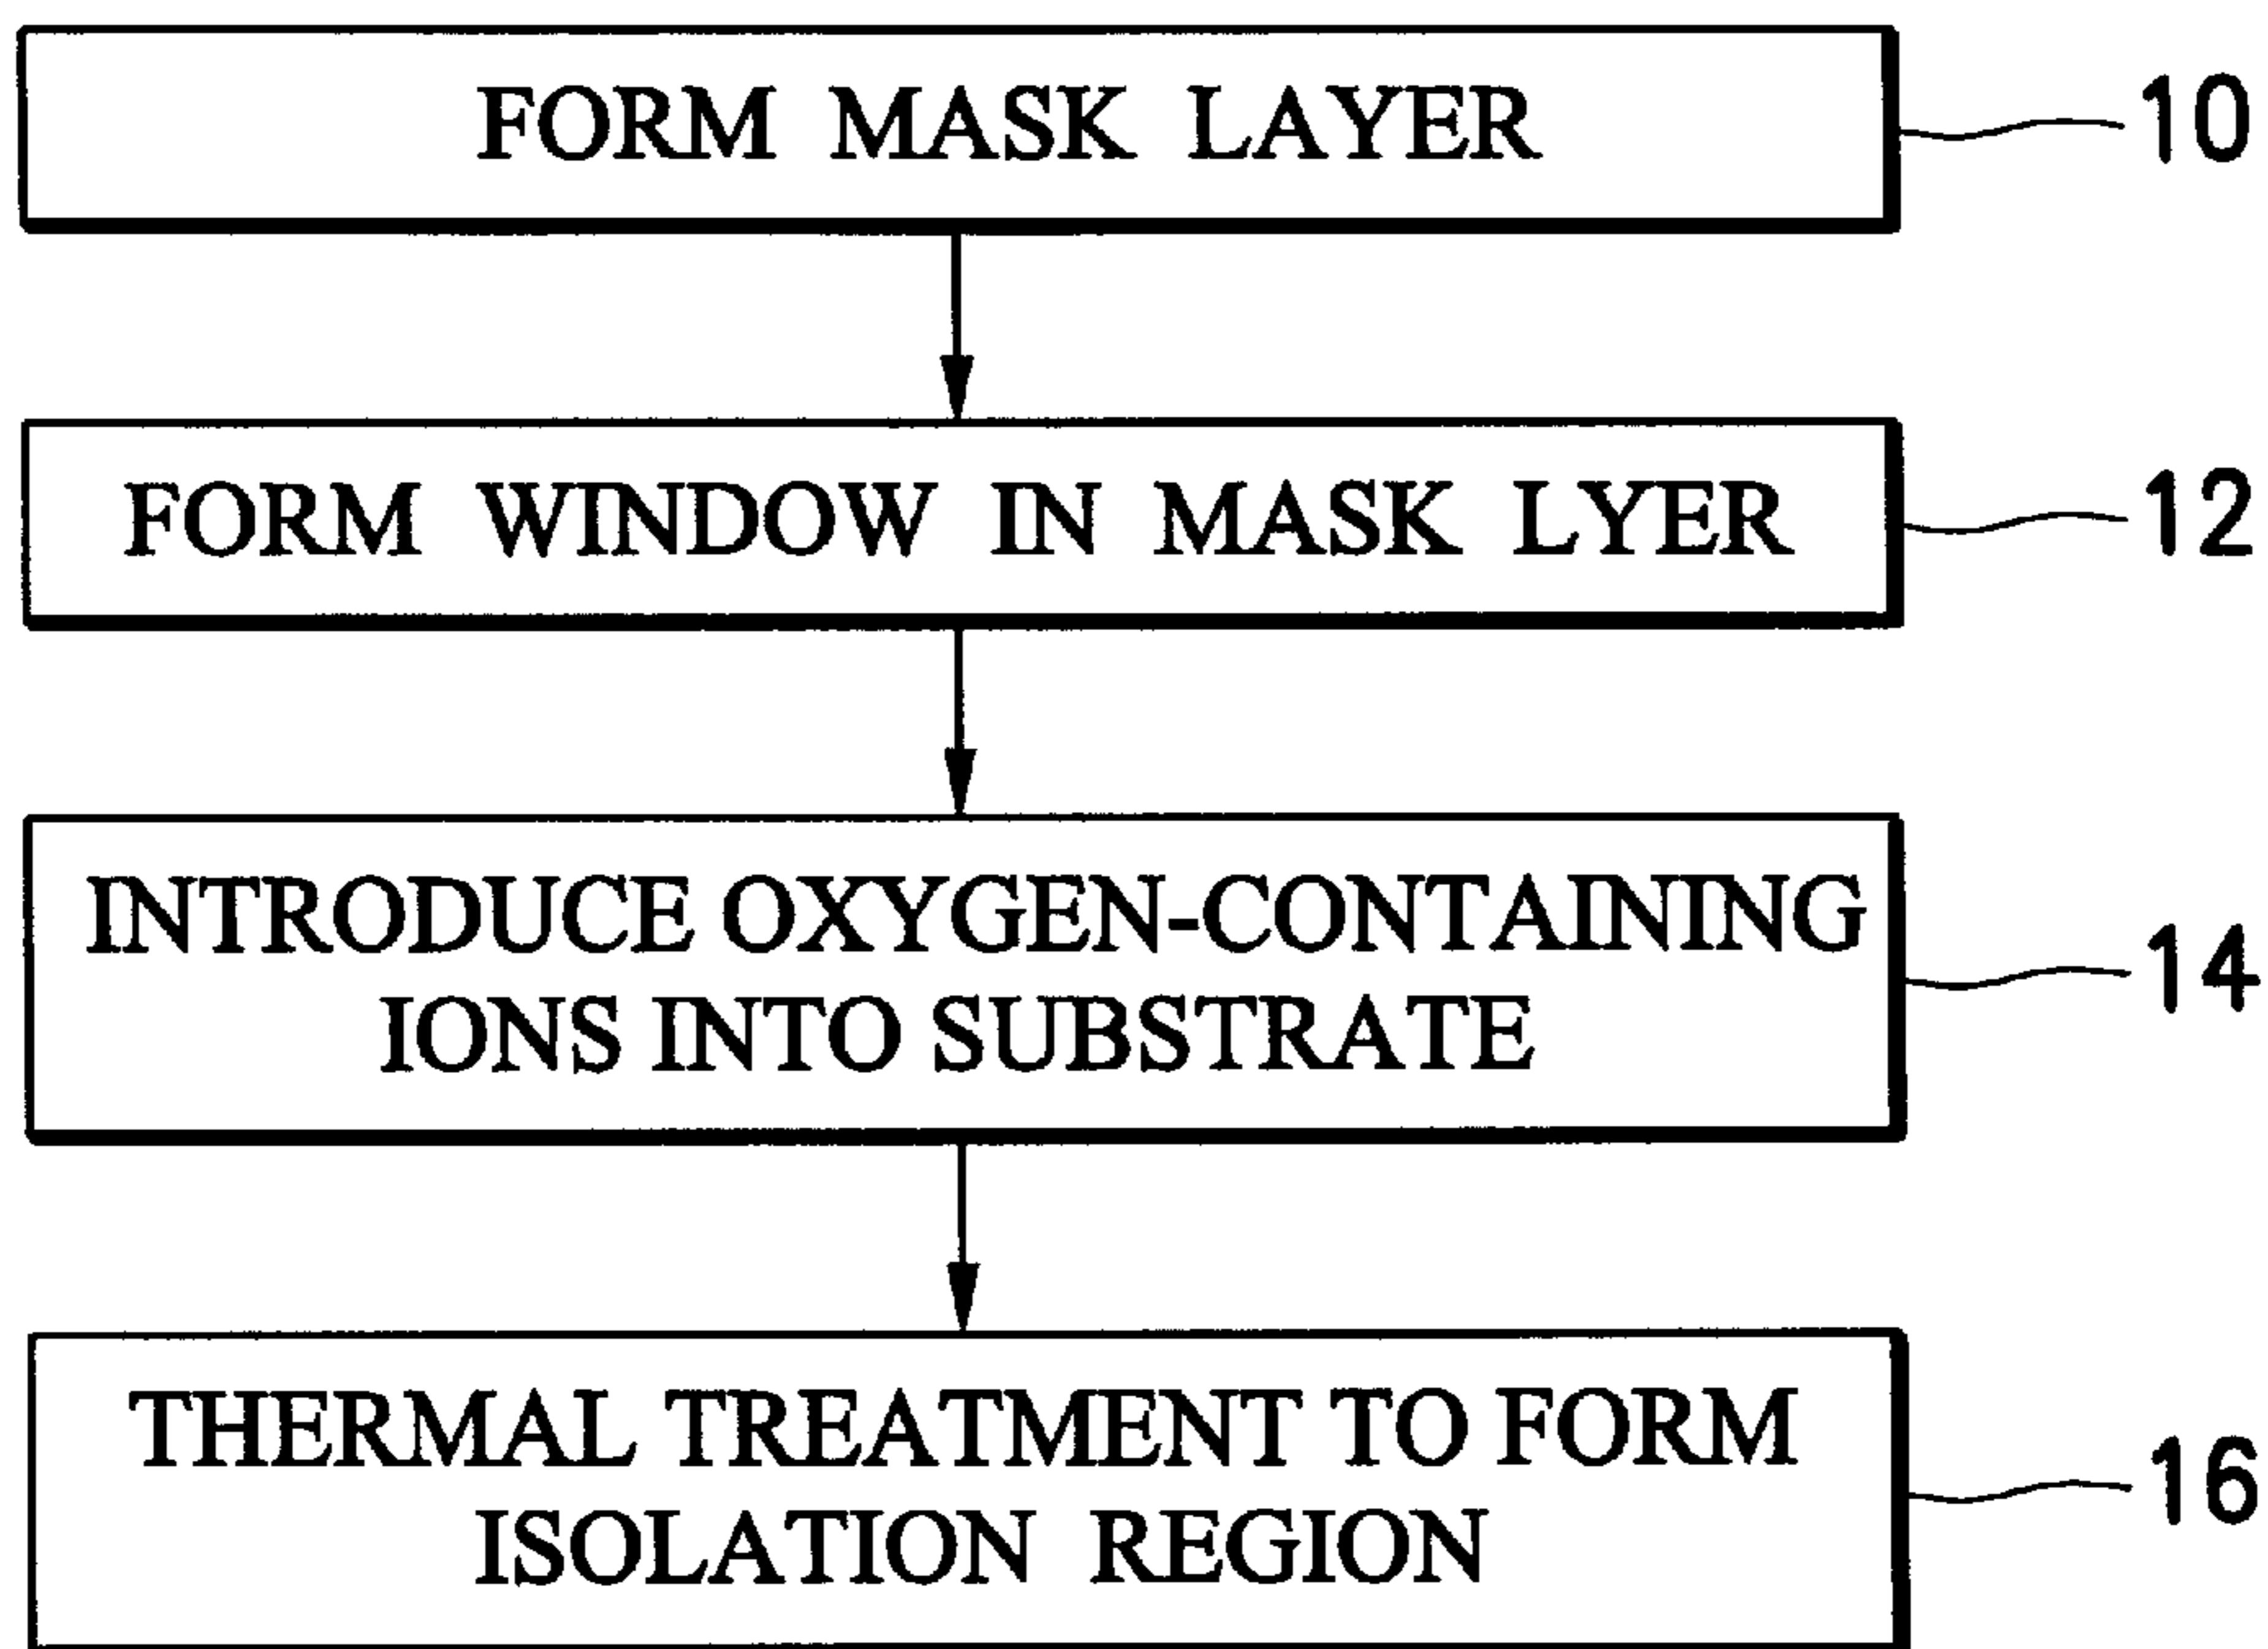 FORM MASK LAYER
10
FORM WINDOW IN MASK LYER
12
INTRODUCE OXYGEN-CONTAINING
IONS INTO SUBSTRATE
14
THERMAL TREATMENT TO FORM
ISOLATION REGION
16